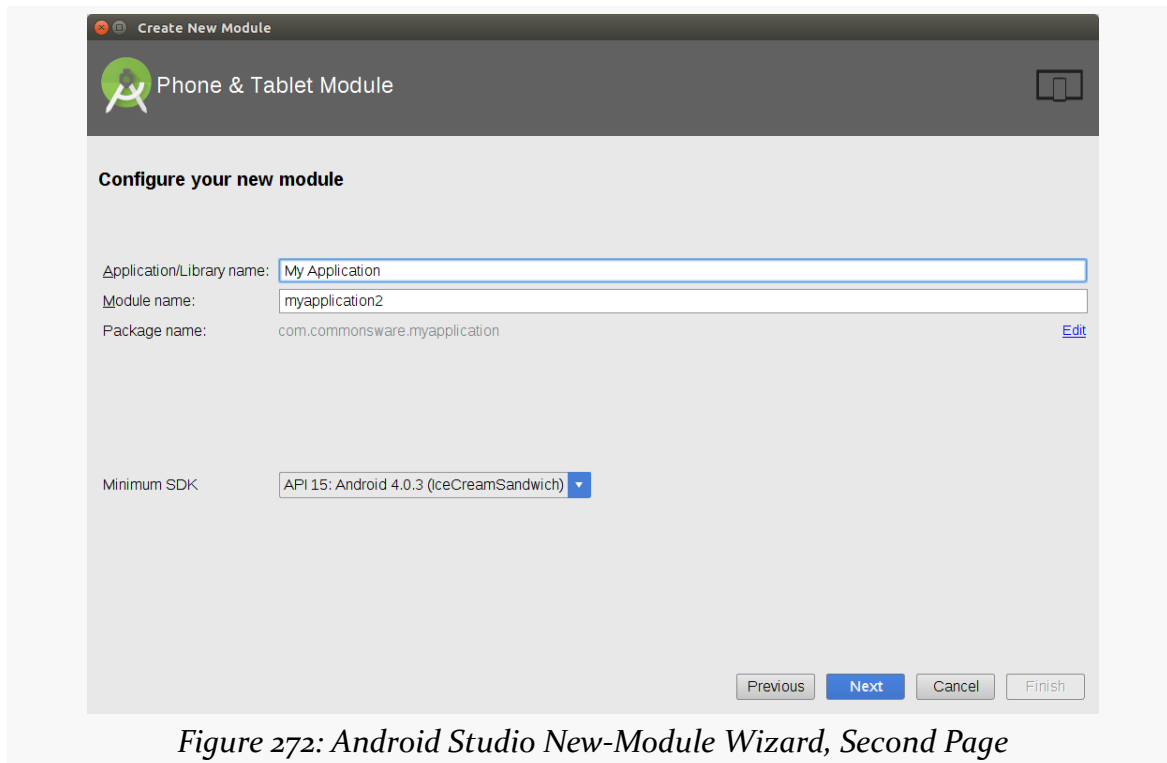 Create New Module
Phone & Tablet Module
Configure your new module
Application/Library name: My Application
Module name: myapplication2
Package name: com.commonsware.myapplication Edit
Minimum SDK API 15: Android 4.0.3 (IceCreamSandwich)
Previous Next Cancel Finish
Figure 272: Android Studio New-Module Wizard, Second Page